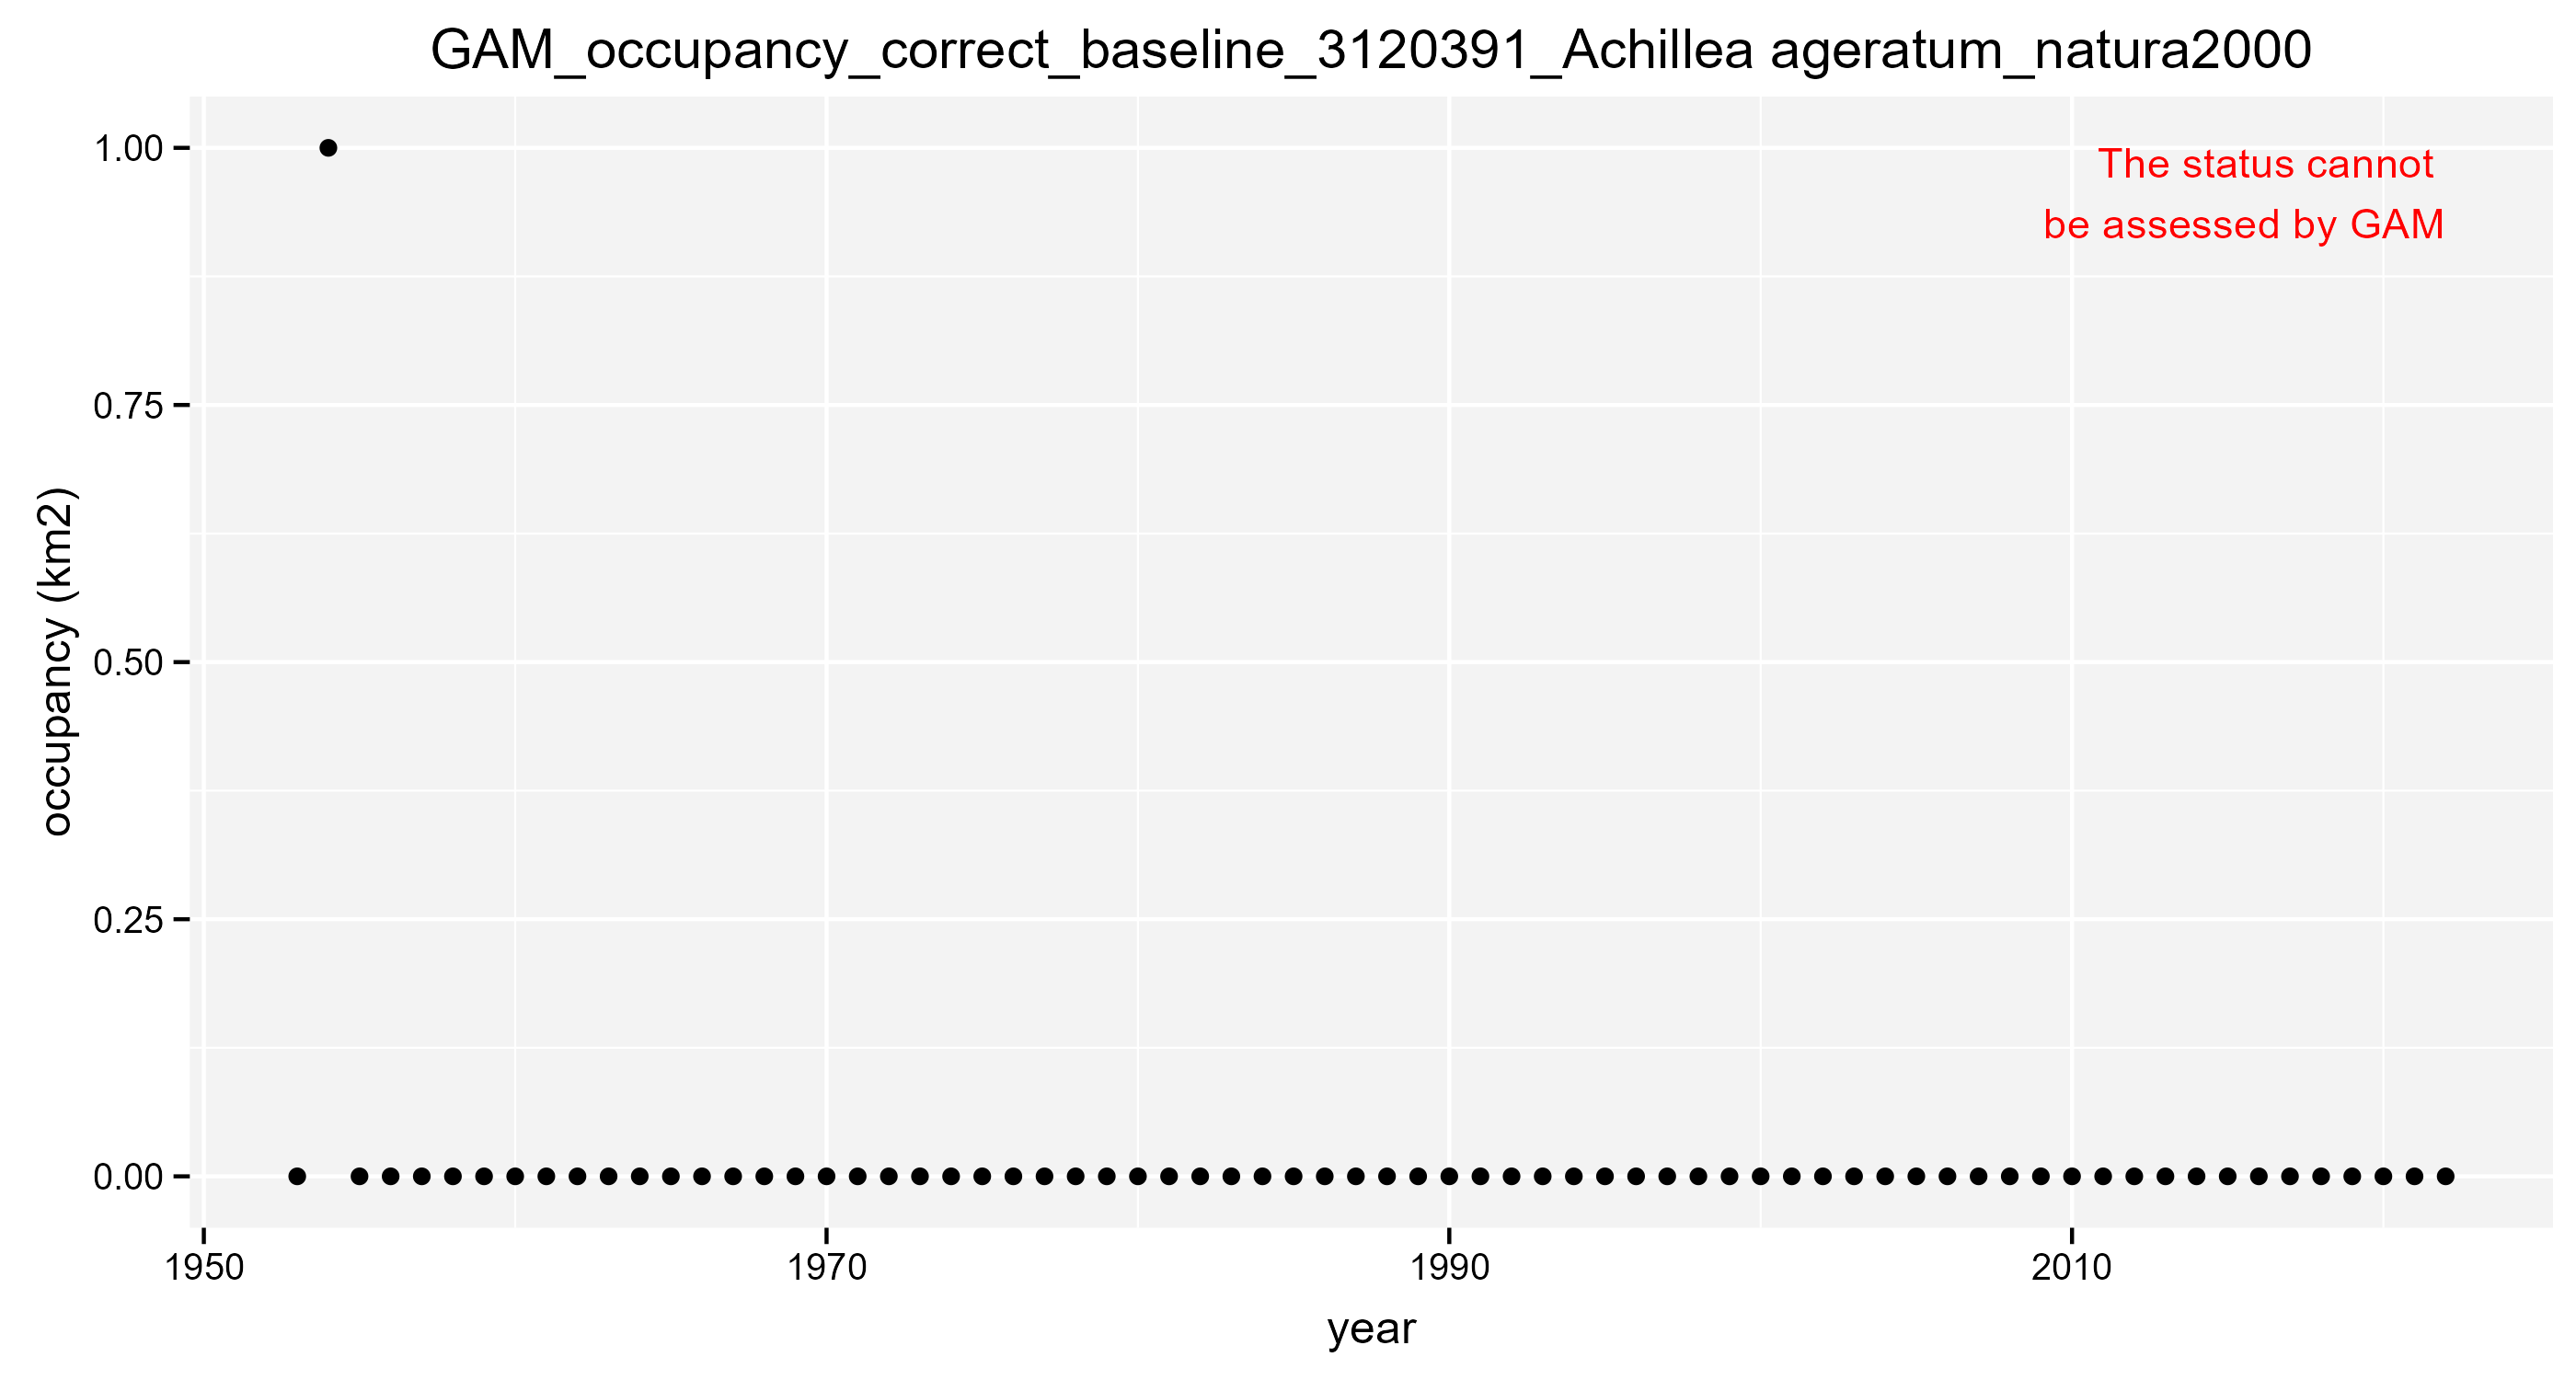 GAM_occupancy_correct_baseline_3120391_Achillea ageratum_natura2000
The status cannot
be assessed by GAM
occupancy (km2)
1.00
0.75
0.50
0.25
0.00
1950 1970 1990 2010
year